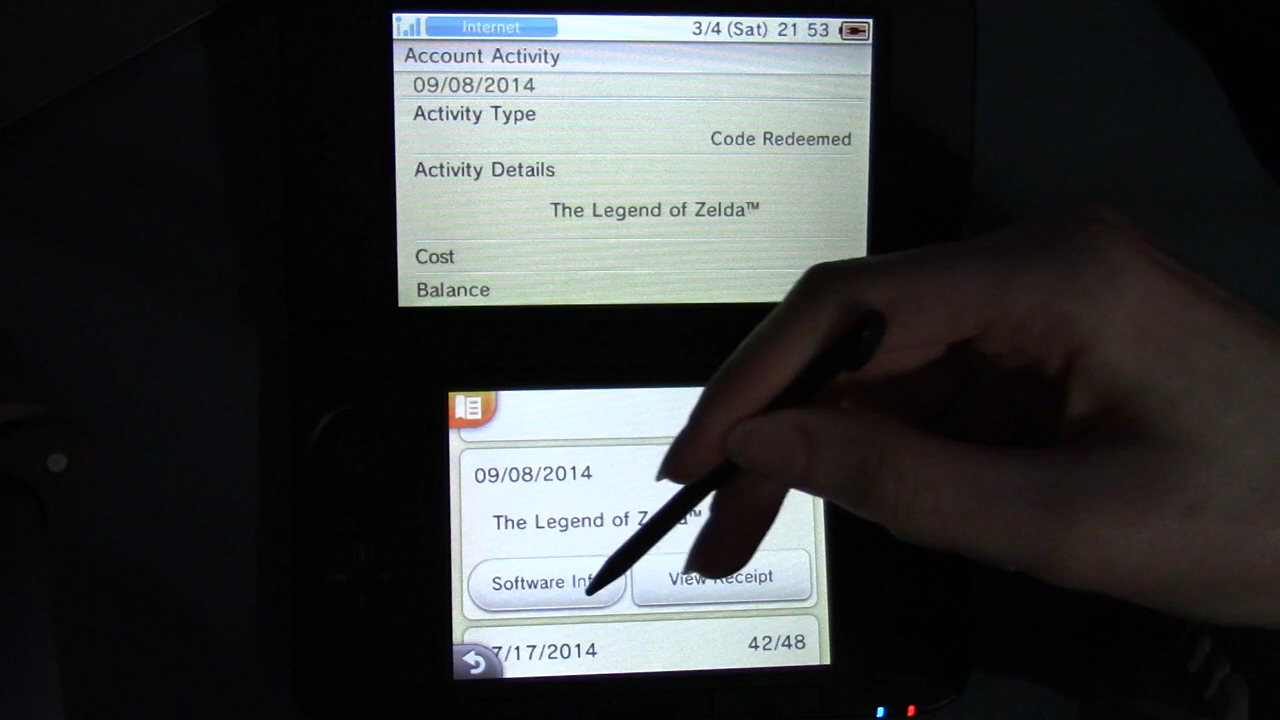 Internet
3/4 (Sat) 21 53
Account Activity
09/08/2014
Activity Type
Code Redeemed
Activity Details
The Legend of Zelda™
Cost
Balance
09/08/2014
The Legend of
Software
View Receipt
7/17/2014
42/48